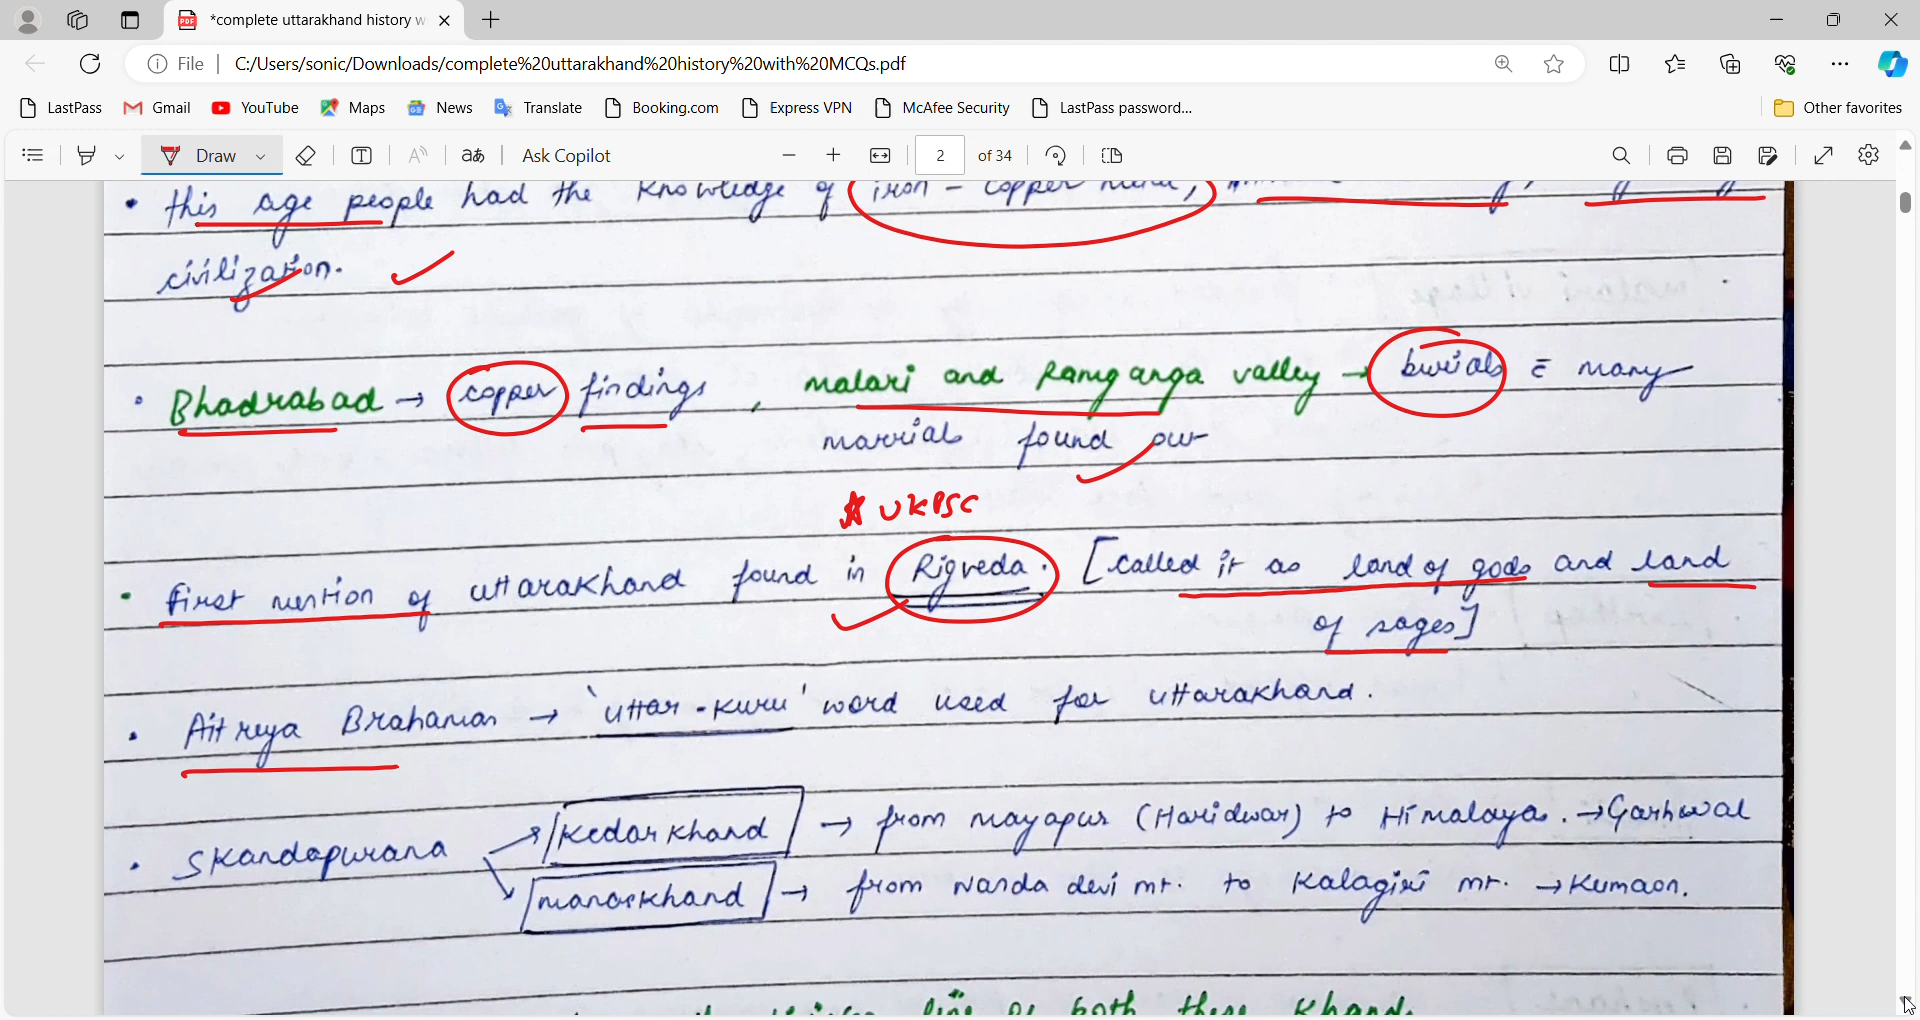 *complete uttarakhand history w
File C:/Users/sonic/Downloads/complete%20uttarakhand%20history%20with%20MCQs.pdf
LastPass Gmail YouTube Maps News Translate Booking.com Express VPN McAfee Security LastPass password... Other favorites
Draw Ask Copilot 2 of 34
• this age people had the knowledge of iron - copper
civilization.
• Bhadrabad → copper findings , malari and Ramganga valley → burials c̄ many
found out
☆ UKPSC
• first mention of uttarakhand found in Rigveda. [called it as land of gods and land
of sages]
• Aitreya Brahaman → 'uttar-kuru' word used for uttarakhand.
• Skandapurana → Kedarkhand → from mayapur (Haridwar) to Himalaya. → Garhwal
→ manaskhand → from Nanda devi mt. to Kalagiri mt. → Kumaon.
line of both these khand.